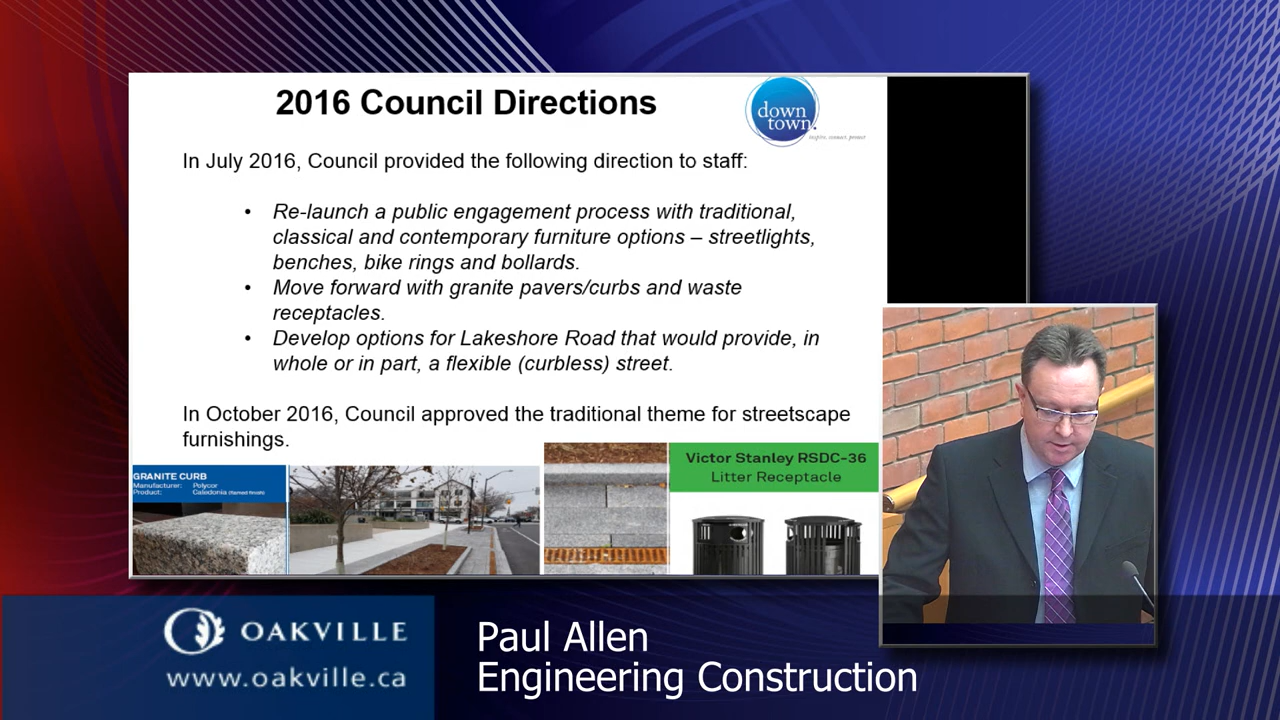 2016 Council Directions
down
town.
inspire, connect, protect
In July 2016, Council provided the following direction to staff:
• Re-launch a public engagement process with traditional,
classical and contemporary furniture options – streetlights,
benches, bike rings and bollards.
• Move forward with granite pavers/curbs and waste
receptacles.
• Develop options for Lakeshore Road that would provide, in
whole or in part, a flexible (curbless) street.
In October 2016, Council approved the traditional theme for streetscape
furnishings.
GRANITE CURB
Manufacturer: Polycor
Product: Caledonia (flamed finish)
Victor Stanley RSDC-36
Litter Receptacle
OAKVILLE
www.oakville.ca
Paul Allen
Engineering Construction